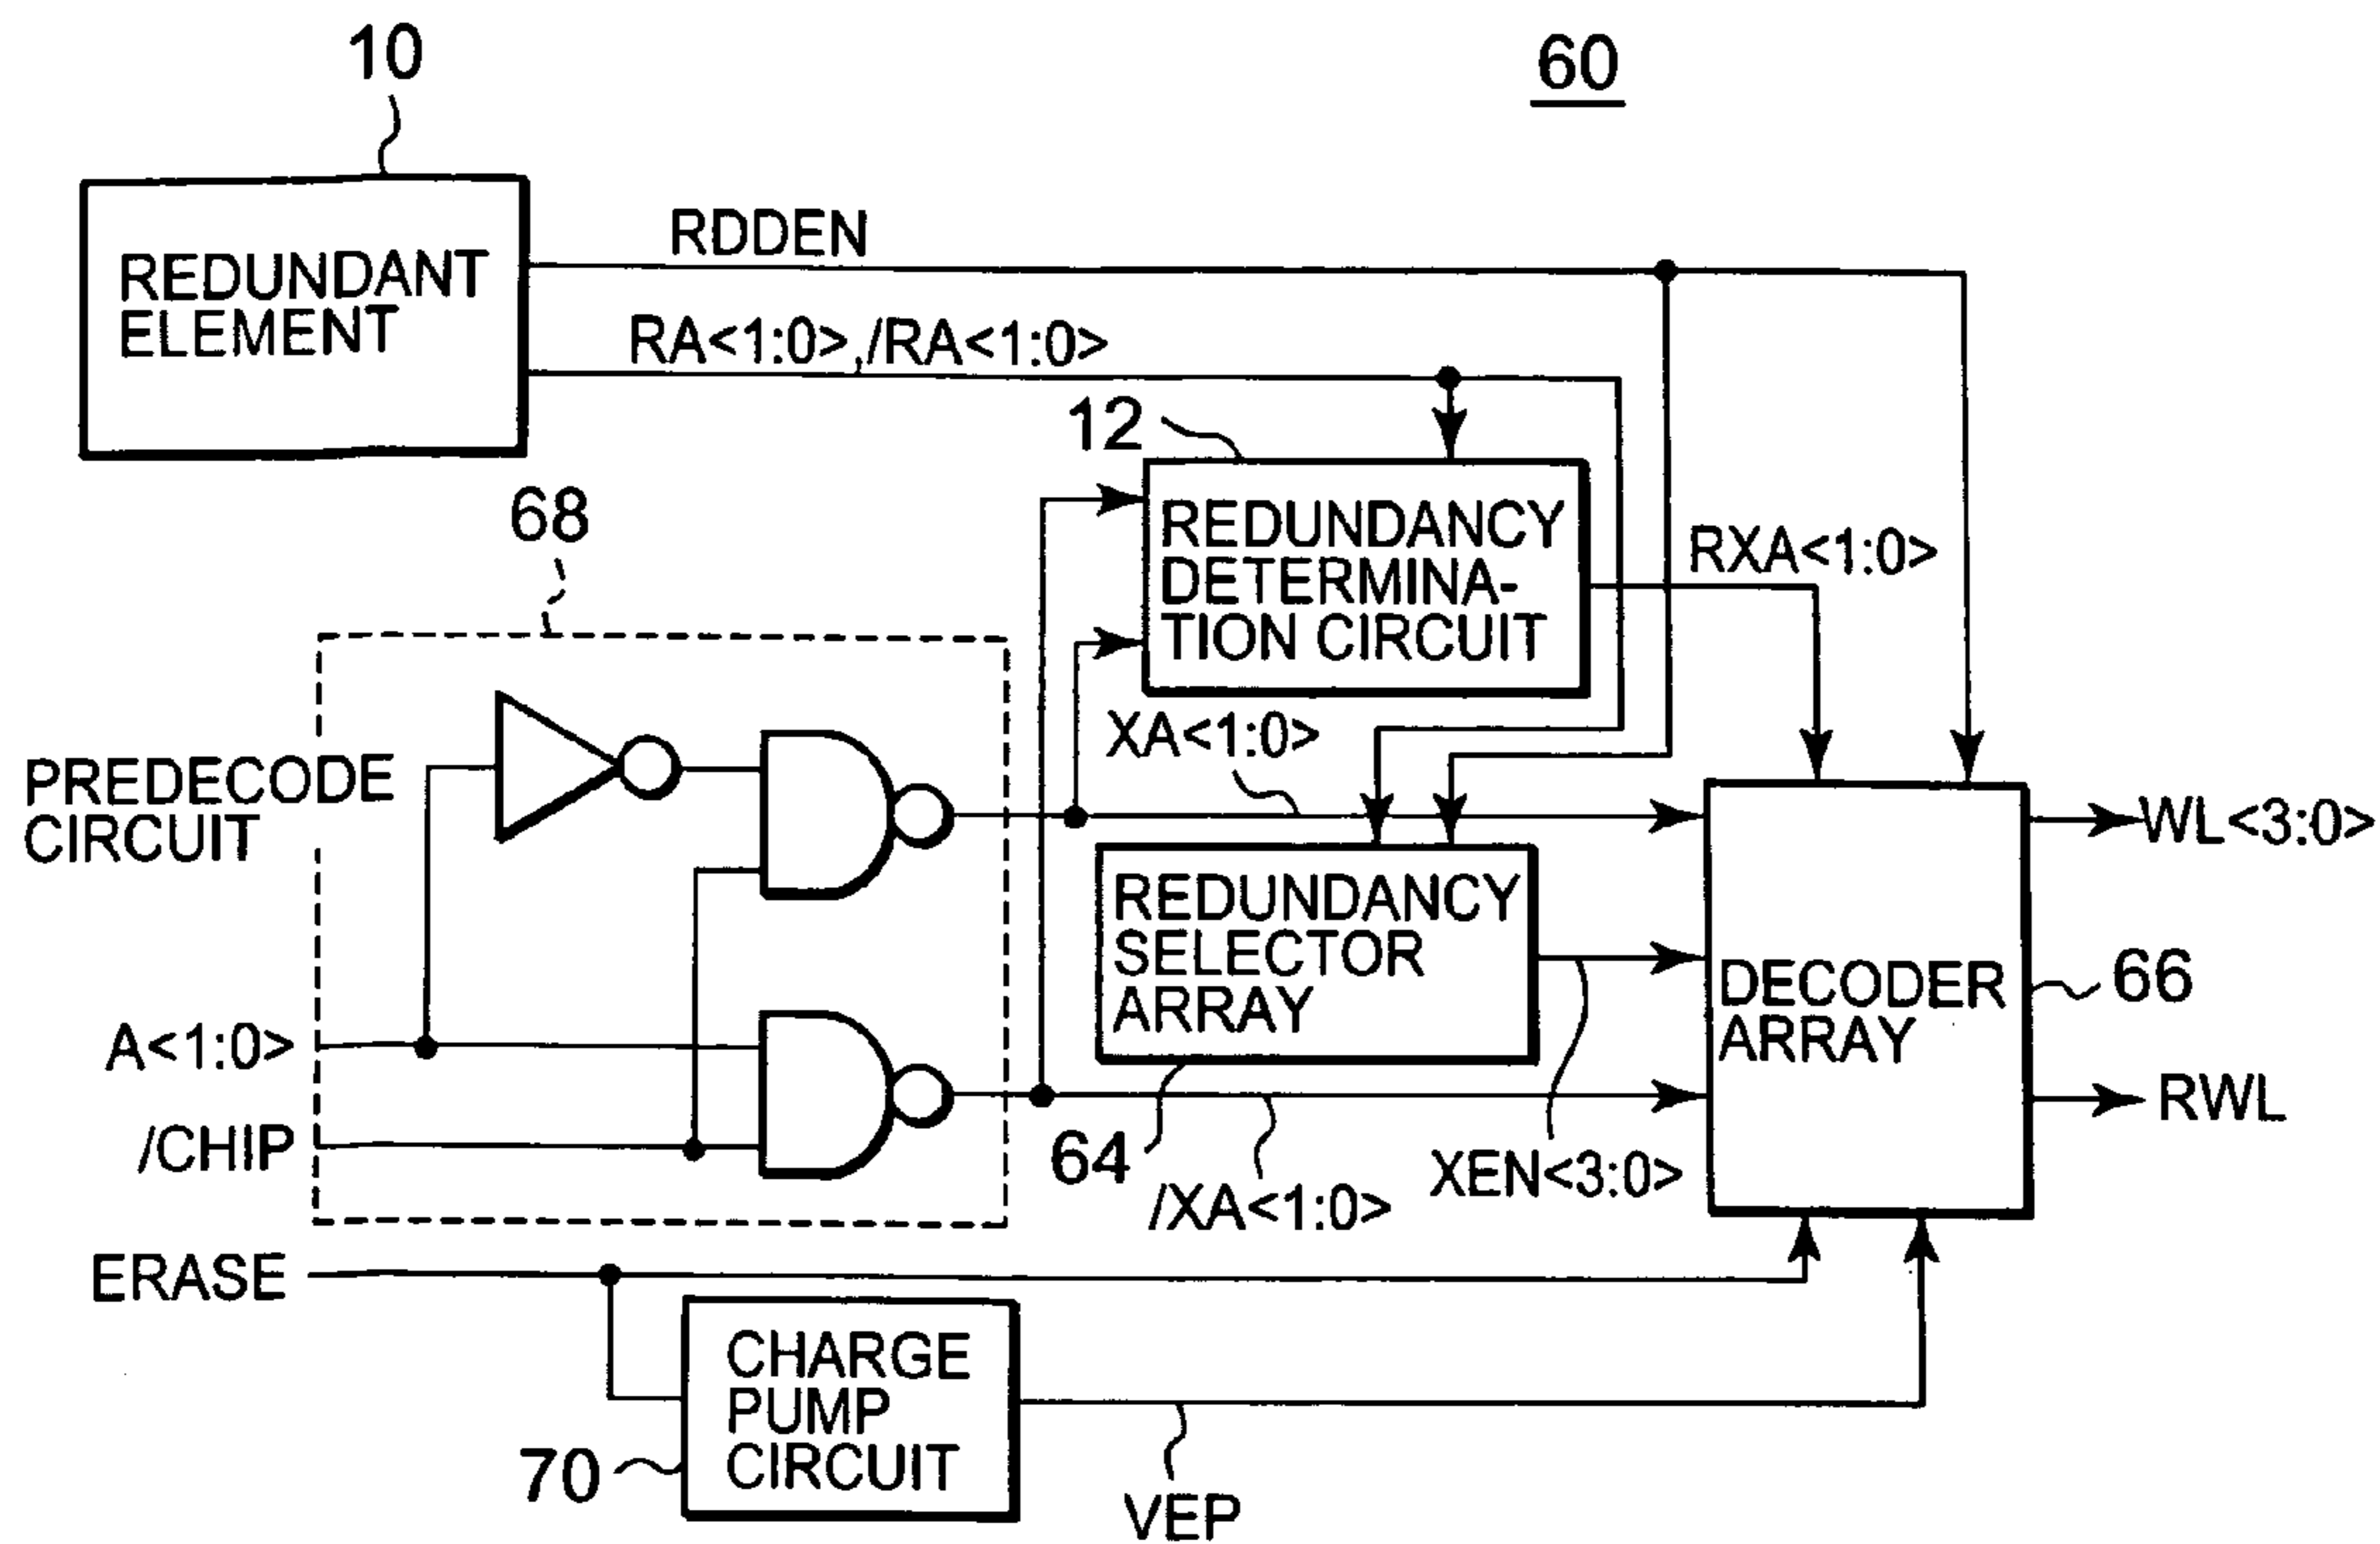 10
60
REDUNDANT
ELEMENT
RDDEN
RA<1:0>,/RA<1:0>
12
68
REDUNDANCY
DETERMINA-
TION CIRCUIT
RXA<1:0>
XA<1:0>
PREDECODE
CIRCUIT
WL<3:0>
REDUNDANCY
SELECTOR
ARRAY
DECODER
ARRAY
66
A<1:0>
/CHIP
64
/XA<1:0>
XEN<3:0>
RWL
ERASE
CHARGE
PUMP
CIRCUIT
70
VEP